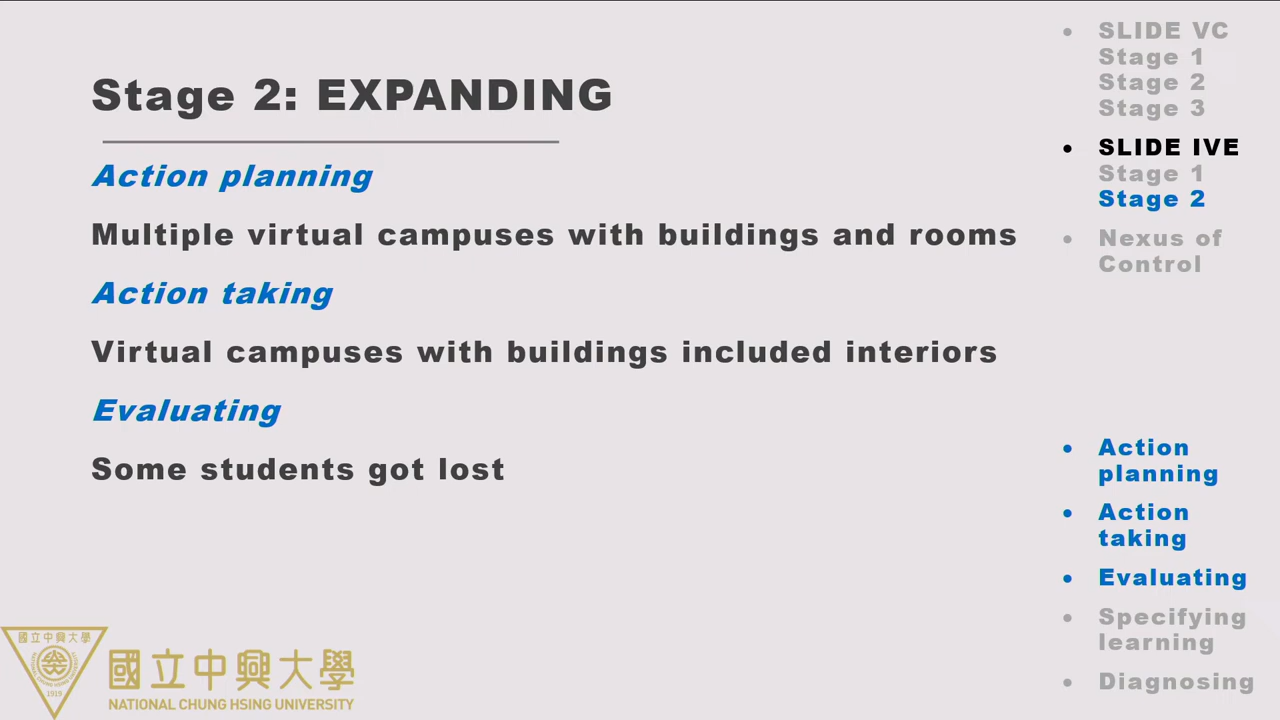 Stage 2: EXPANDING
Action planning
Multiple virtual campuses with buildings and rooms
Action taking
Virtual campuses with buildings included interiors
Evaluating
Some students got lost
• SLIDE VC
Stage 1
Stage 2
Stage 3
• SLIDE IVE
Stage 1
Stage 2
• Nexus of
Control
• Action
planning
• Action
taking
• Evaluating
• Specifying
learning
• Diagnosing
國立中興大學
1919
國立中興大學
NATIONAL CHUNG HSING UNIVERSITY